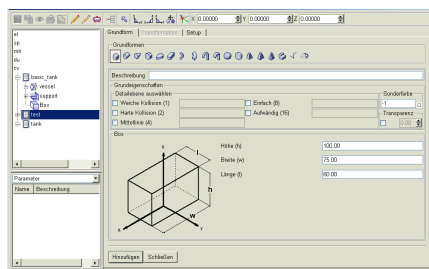 X 0.00000 Y 0.00000 Z 0.00000
el
sp
mh
du
cv
basic_tank
vessel
support
Box
test
tank
Parameter
Name Beschreibung
Grundform Transformation Setup
Grundformen
Beschreibung
Grundeigenschaften
Detailebene auswählen
Weiche Kollision (1) Einfach (8)
Harte Kollision (2) Aufwändig (16)
Mittellinie (4)
Sonderfarbe
-1
Transparenz
0.00
Box
Höhe (h) 100.00
Breite (w) 75.00
Länge (l) 60.00
l
h
w
x
Hinzufügen Schließen